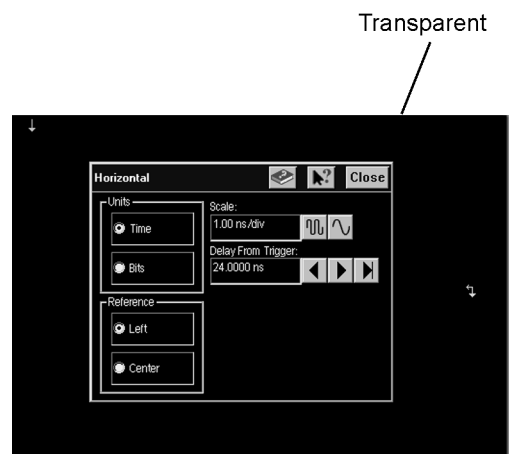 Transparent
Horizontal
Close
Units
Time
Bits
Scale:
1.00 ns/div
Delay From Trigger:
24.0000 ns
Reference
Left
Center